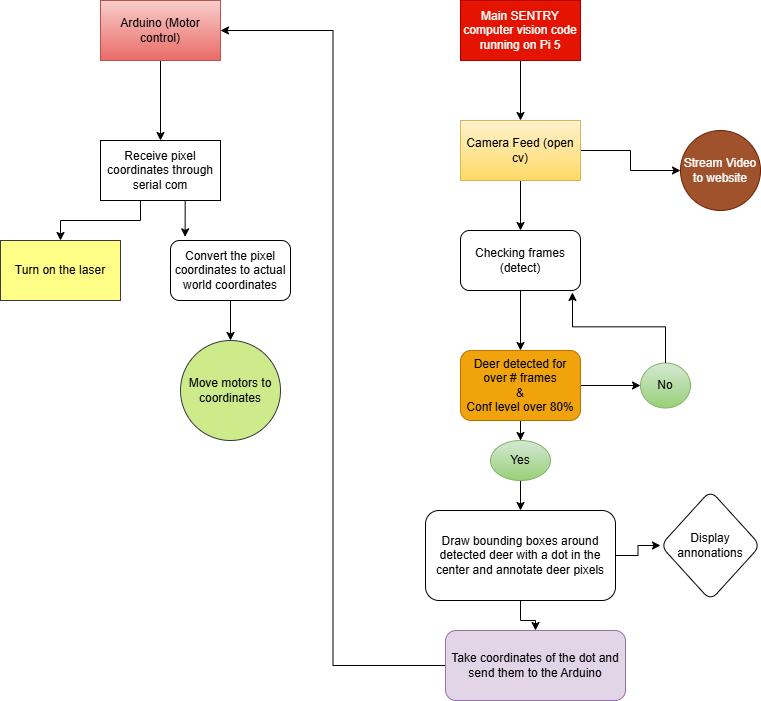 Arduino (Motor
control)
Main SENTRY
computer vision code
running on Pi 5
Receive pixel
coordinates through
serial com
Camera Feed (open
cv)
Stream Video
to website
Turn on the laser
Convert the pixel
coordinates to actual
world coordinates
Checking frames
(detect)
Move motors to
coordinates
Deer detected for
over # frames
&
Conf level over 80%
No
Yes
Draw bounding boxes around
detected deer with a dot in the
center and annotate deer pixels
Display
annonations
Take coordinates of the dot and
send them to the Arduino